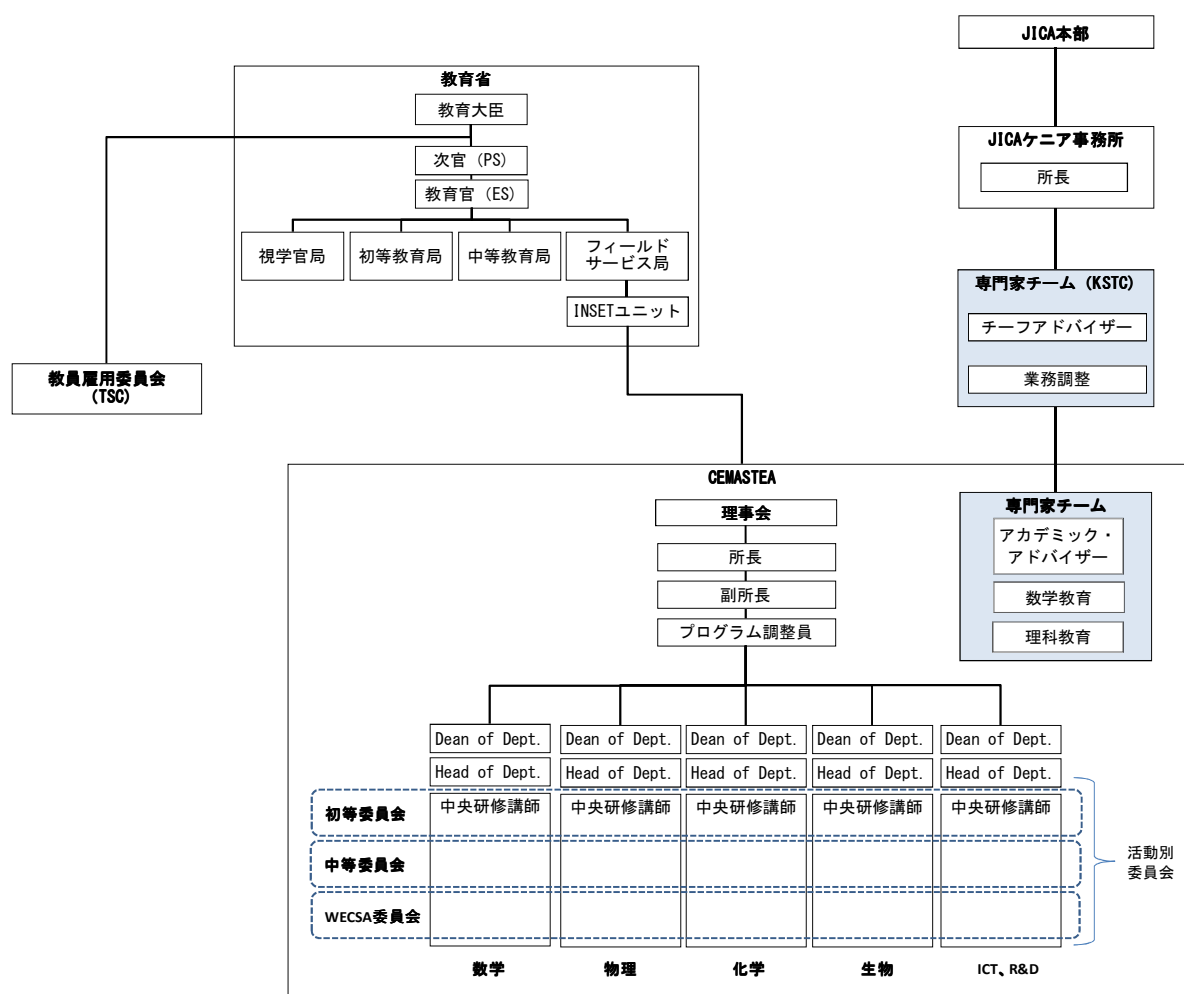 JICA本部
教育省
教育大臣
次官（PS）
教育官（ES）
視学官局
初等教育局
中等教育局
フィールド
サービス局
INSETユニット
教員雇用委員会
(TSC)
JICAケニア事務所
所長
専門家チーム（KSTC）
チーフアドバイザー
業務調整
CEMASTEA
理事会
所長
副所長
プログラム調整員
専門家チーム
アカデミック・
アドバイザー
数学教育
理科教育
Dean of Dept.
Dean of Dept.
Dean of Dept.
Dean of Dept.
Dean of Dept.
Head of Dept.
Head of Dept.
Head of Dept.
Head of Dept.
Head of Dept.
初等委員会
中央研修講師
中央研修講師
中央研修講師
中央研修講師
中央研修講師
中等委員会
WECSA委員会
活動別
委員会
数学
物理
化学
生物
ICT、R&D